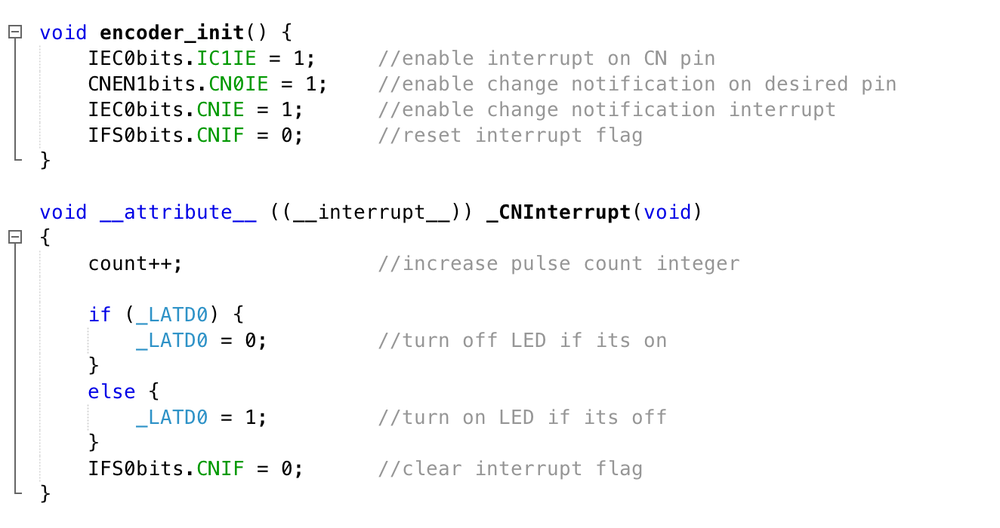 void encoder_init() {
    IEC0bits.IC1IE = 1;     //enable interrupt on CN pin
    CNEN1bits.CN0IE = 1;    //enable change notification on desired pin
    IEC0bits.CNIE = 1;      //enable change notification interrupt
    IFS0bits.CNIF = 0;      //reset interrupt flag
}
void __attribute__ ((__interrupt__)) _CNInterrupt(void)
{
    count++;                //increase pulse count integer
    if (_LATD0) {
        _LATD0 = 0;         //turn off LED if its on
    }
    else {
        _LATD0 = 1;         //turn on LED if its off
    }
    IFS0bits.CNIF = 0;      //clear interrupt flag
}